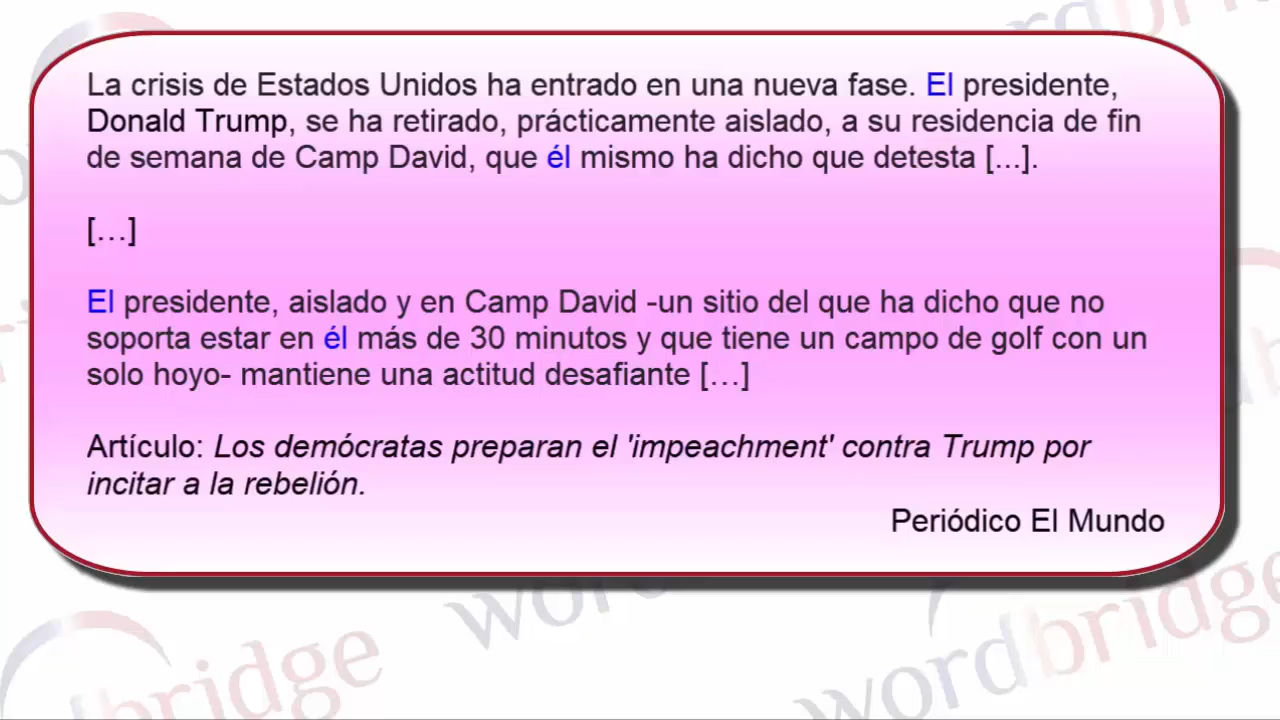 La crisis de Estados Unidos ha entrado en una nueva fase. El presidente,
Donald Trump, se ha retirado, prácticamente aislado, a su residencia de fin
de semana de Camp David, que él mismo ha dicho que detesta [...].
[…]
El presidente, aislado y en Camp David -un sitio del que ha dicho que no
soporta estar en él más de 30 minutos y que tiene un campo de golf con un
solo hoyo- mantiene una actitud desafiante […]
Artículo: Los demócratas preparan el 'impeachment' contra Trump por
incitar a la rebelión.
Periódico El Mundo
wordbridge